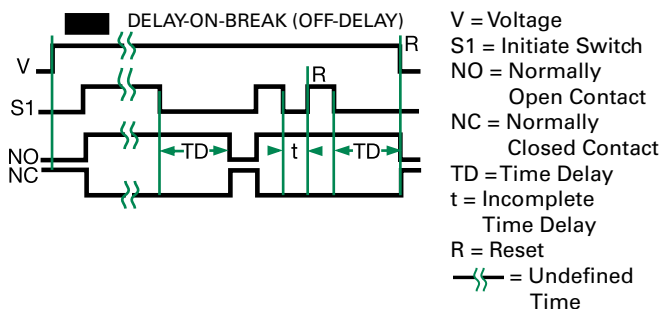 DELAY-ON-BREAK (OFF-DELAY)
R
V
R
S1
NO
TD
t
TD
NC
V = Voltage
S1 = Initiate Switch
NO = Normally
Open Contact
NC = Normally
Closed Contact
TD = Time Delay
t = Incomplete
Time Delay
R = Reset
= Undefined
Time